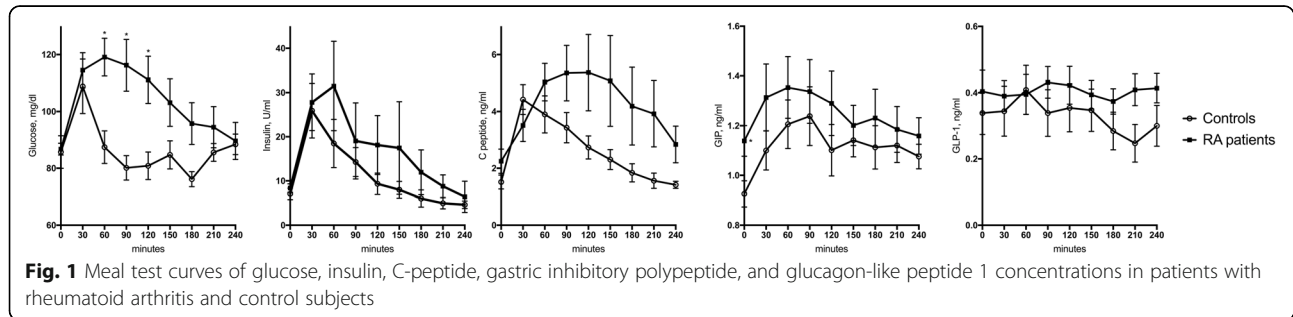 Glucose, mg/dl
120
100
80
60
* * *
0 30 60 90 120 150 180 210 240
minutes
Insulin, U/ml
40
30
20
10
0
0 30 60 90 120 150 180 210 240
minutes
C peptide, ng/ml
6
4
2
0
0 30 60 90 120 150 180 210 240
minutes
GIP, ng/ml
1.6
1.4
1.2
1.0
0.8
*
0 30 60 90 120 150 180 210 240
minutes
GLP-1, ng/ml
0.6
0.4
0.2
0.0
0 30 60 90 120 150 180 210 240
minutes
Controls
RA patients
Fig. 1 Meal test curves of glucose, insulin, C-peptide, gastric inhibitory polypeptide, and glucagon-like peptide 1 concentrations in patients with
rheumatoid arthritis and control subjects